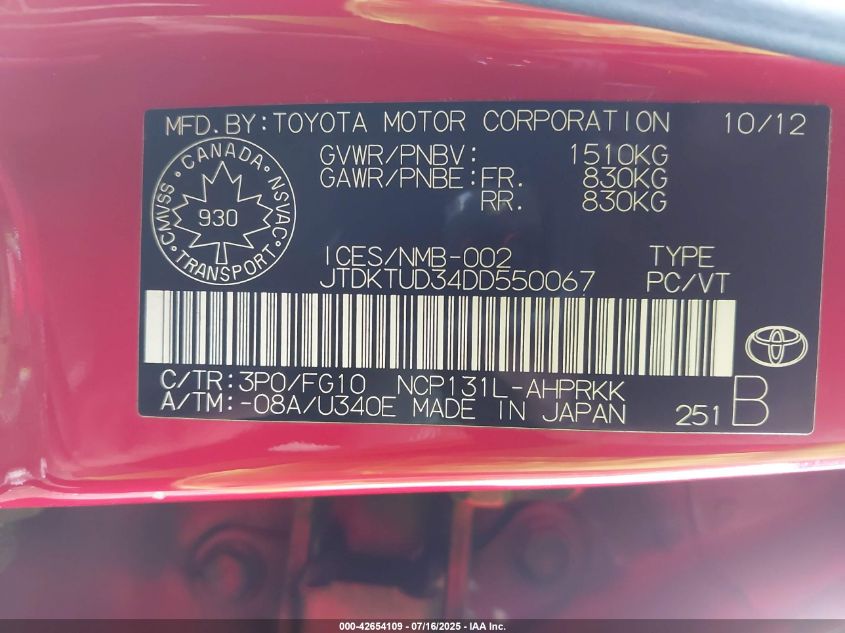 MFD.BY:TOYOTA MOTOR CORPORATION 10/12
GVWR/PNBV: 1510KG
GAWR/PNBE:FR. 830KG
RR. 830KG
CANADA
CMVSS NSVAC
930
TRANSPORT
ICES/NMB-002 TYPE
JTDKTUD34DD550067 PC/VT
C/TR:3P0/FG10 NCP131L-AHPRKK
A/TM:-08A/U340E MADE IN JAPAN 251 B
000-42654109 - 07/16/2025 - IAA Inc.